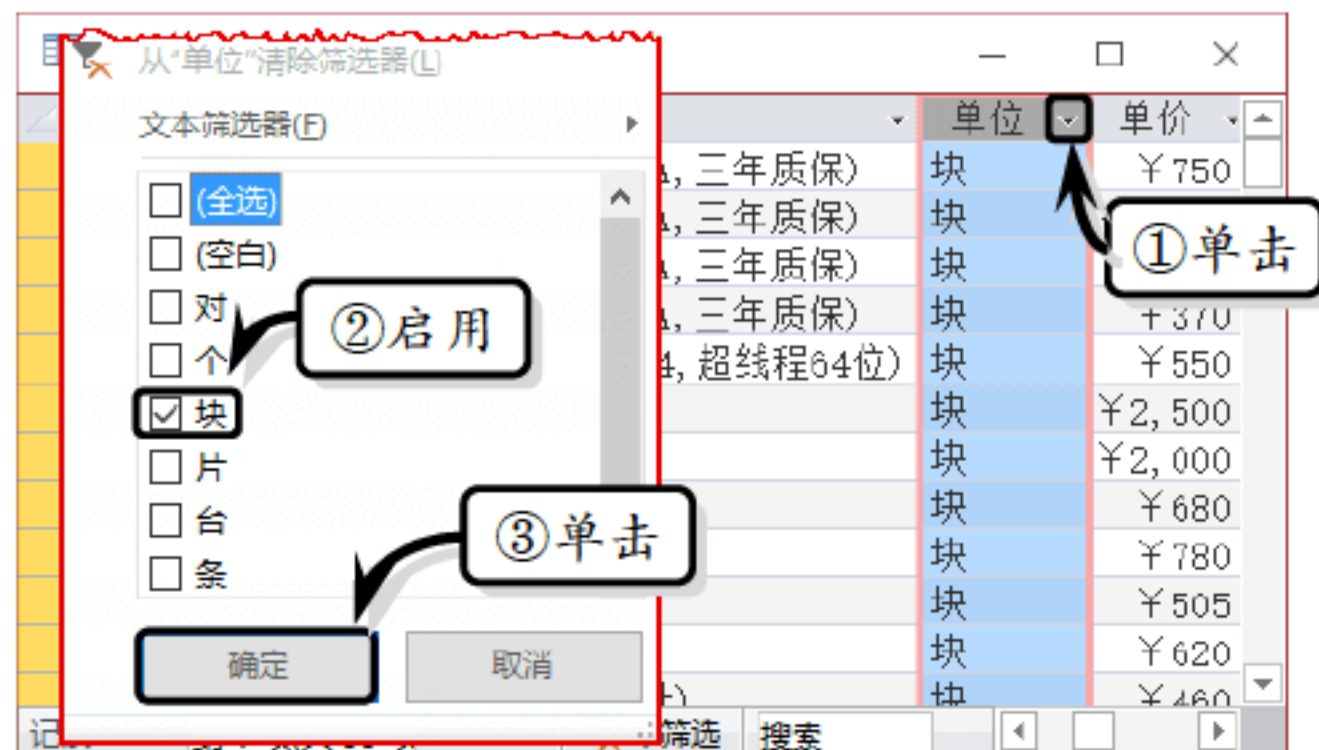 从“单位”清除筛选器(L)
文本筛选器(F)
(全选)
(空白)
对
个
块
片
台
条
确定 取消
②启用
③单击
①单击
单位 单价
, 三年质保) 块 ￥750
, 三年质保) 块
, 三年质保) 块
, 三年质保) 块 ￥370
4, 超线程64位) 块 ￥550
块 ￥2, 500
块 ￥2, 000
块 ￥680
块 ￥780
块 ￥505
块 ￥620
块 ￥460
筛选 搜索